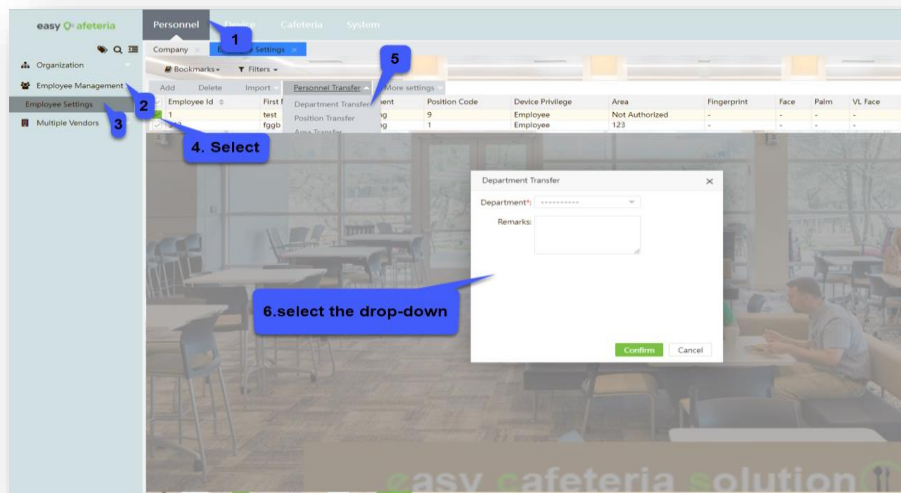 easy Cafeteria
Personnel
Device
Cafeteria
System
1
Company
Settings
5
Organization
Bookmarks
Filters
Employee Management
Add
Delete
Import
Personnel Transfer
More settings
2
Employee Settings
Employee Id
First
Department Transfer
Position Code
Device Privilege
Area
Fingerprint
Face
Palm
VL Face
3
1
test
Position Transfer
9
Employee
Not Authorized
-
-
-
-
Multiple Vendors
fggb
Area Transfer
1
Employee
123
-
-
-
-
4. Select
Department Transfer
Department*:
----------
Remarks:
6.select the drop-down
Confirm
Cancel
easy cafeteria solution